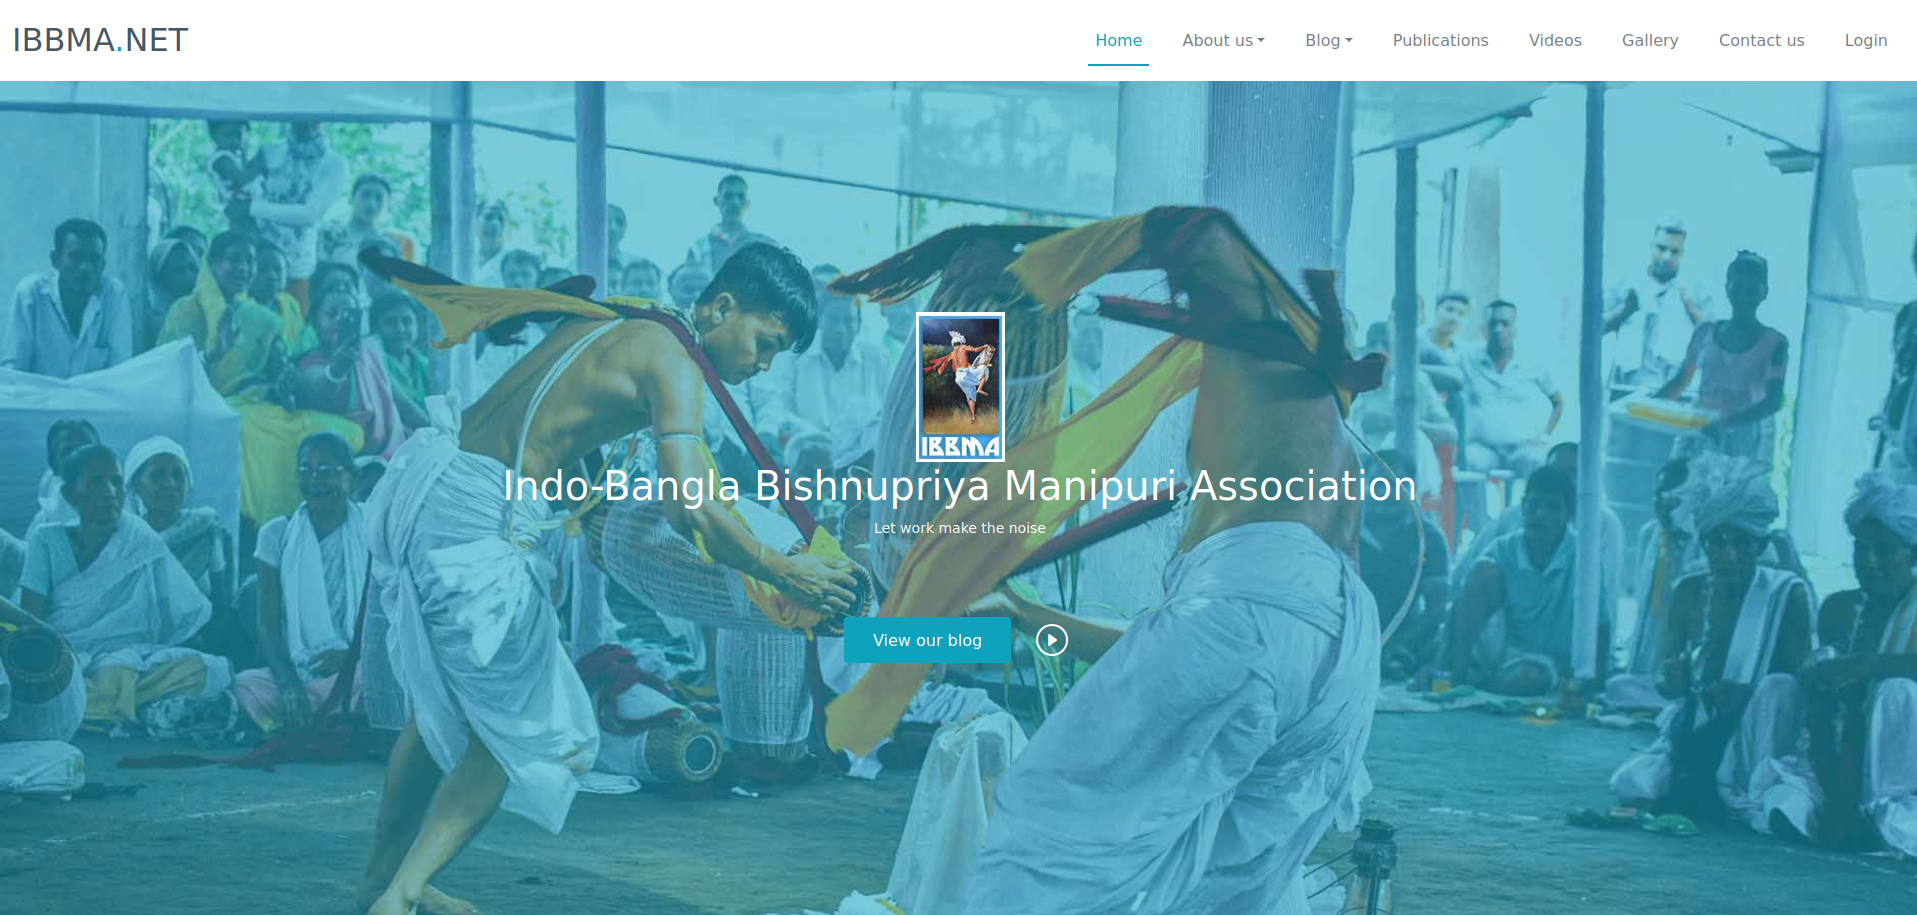 IBBMA.NET
Home About us Blog Publications Videos Gallery Contact us Login
IBBMA
Indo-Bangla Bishnupriya Manipuri Association
Let work make the noise
View our blog